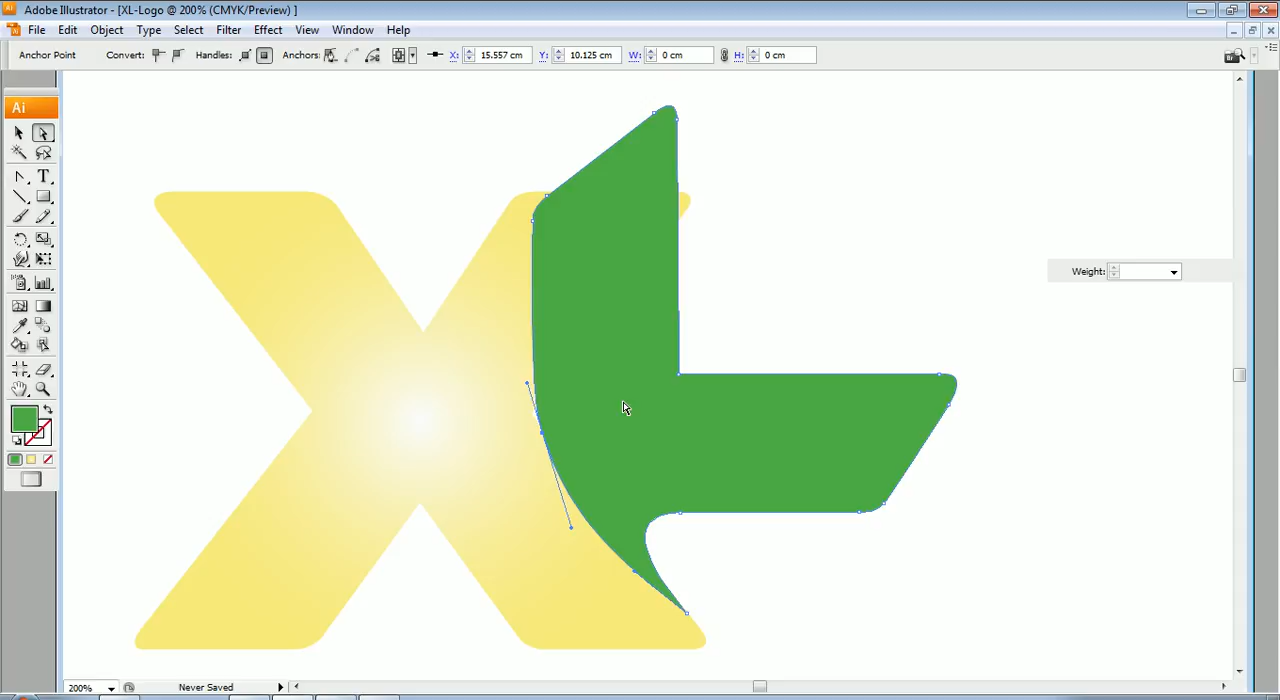 Adobe Illustrator - [XL-Logo @ 200% (CMYK/Preview) ]
File Edit Object Type Select Filter Effect View Window Help
Anchor Point Convert: Handles: Anchors: X: 15.557 cm Y: 10.125 cm W: 0 cm H: 0 cm
Ai
T
X
Weight:
200% Never Saved